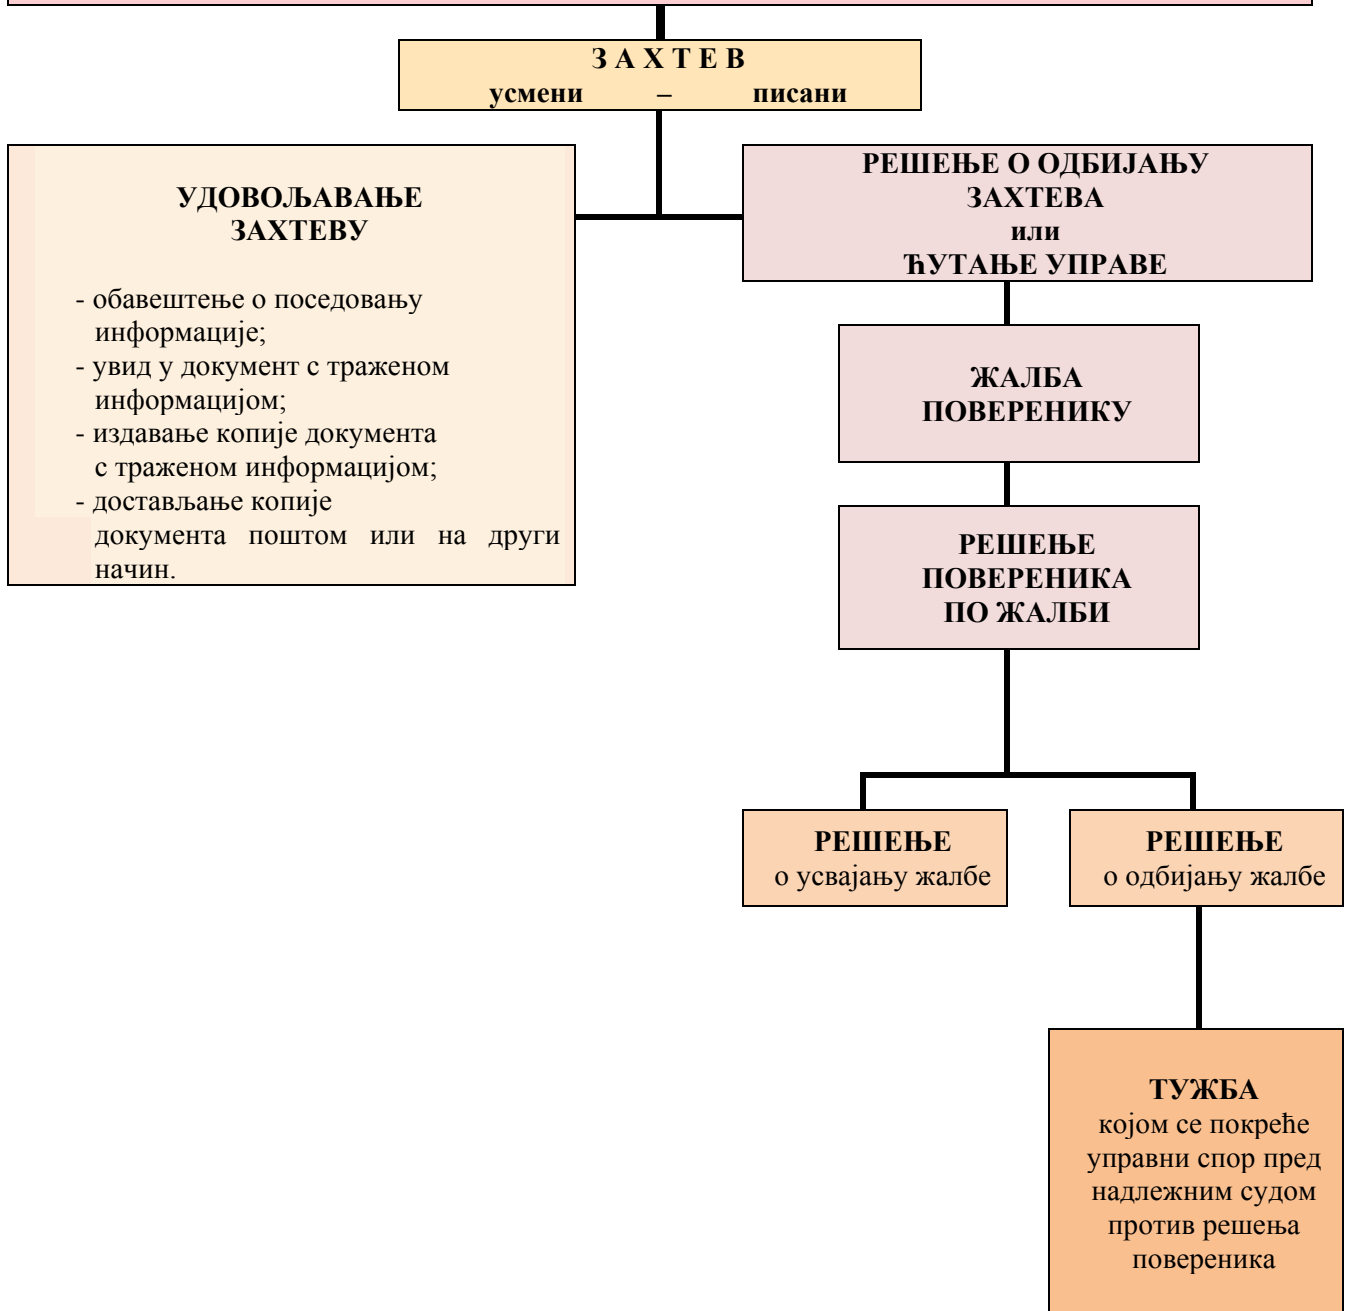 З А Х Т Е В
усмени – писани
УДОВОЉАВАЊЕ
ЗАХТЕВУ
- обавештење о поседовању
информације;
- увид у документ с траженом
информацијом;
- издавање копије документа
с траженом информацијом;
- достављање копије
документа поштом или на други
начин.
РЕШЕЊЕ О ОДБИЈАЊУ
ЗАХТЕВА
или
ЋУТАЊЕ УПРАВЕ
ЖАЛБА
ПОВЕРЕНИКУ
РЕШЕЊЕ
ПОВЕРЕНИКА
ПО ЖАЛБИ
РЕШЕЊЕ
о усвајању жалбе
РЕШЕЊЕ
о одбијању жалбе
ТУЖБА
којом се покреће
управни спор пред
надлежним судом
против решења
повереника